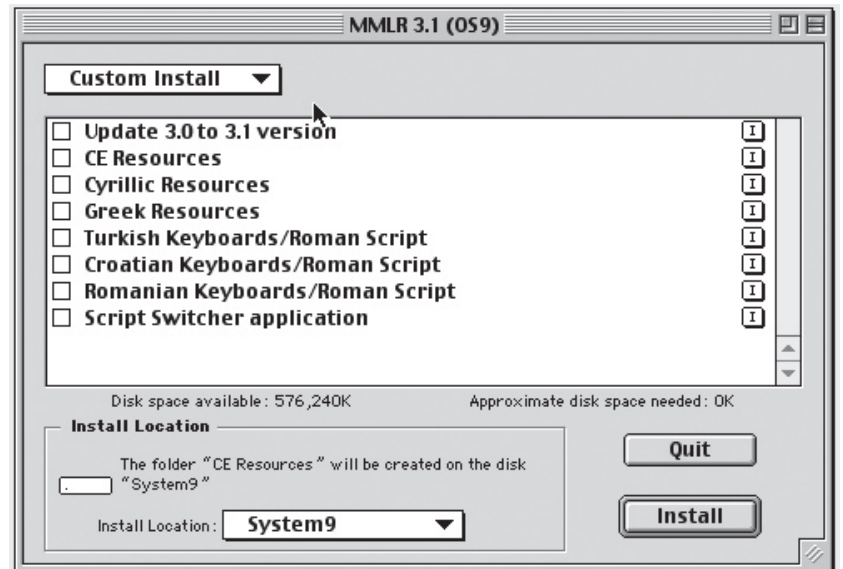 MMLR 3.1 (OS9)
Custom Install
Update 3.0 to 3.1 version
CE Resources
Cyrillic Resources
Greek Resources
Turkish Keyboards/Roman Script
Croatian Keyboards/Roman Script
Romanian Keyboards/Roman Script
Script Switcher application
Disk space available: 576,240K Approximate disk space needed: 0K
Install Location
The folder "CE Resources" will be created on the disk
"System9"
Install Location: System9
Quit
Install